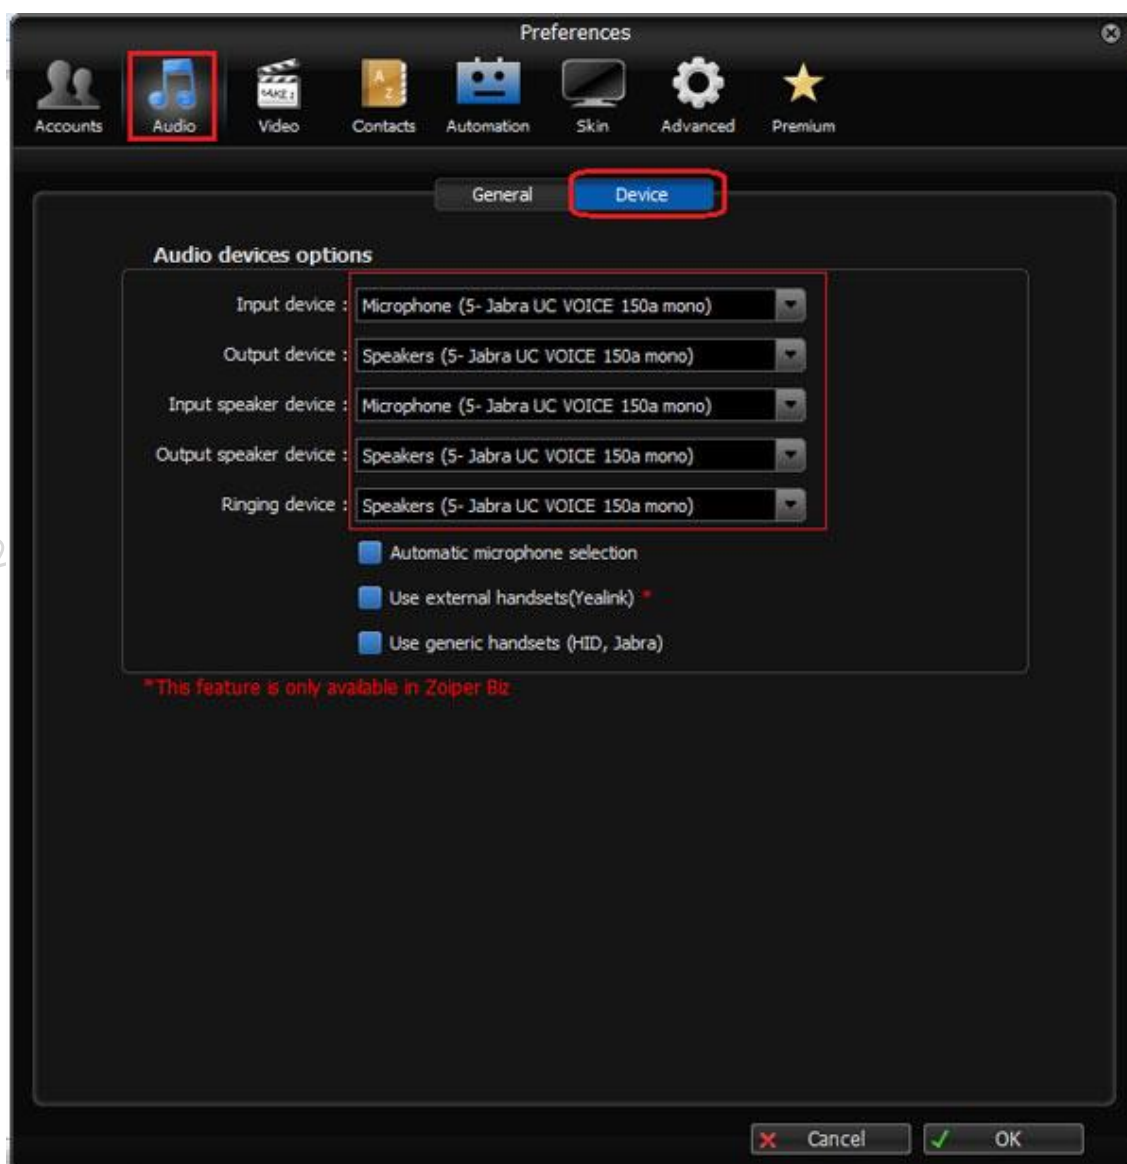 Preferences
Accounts Audio Video Contacts Automation Skin Advanced Premium
General Device
Audio devices options
Input device : Microphone (5- Jabra UC VOICE 150a mono)
Output device : Speakers (5- Jabra UC VOICE 150a mono)
Input speaker device : Microphone (5- Jabra UC VOICE 150a mono)
Output speaker device : Speakers (5- Jabra UC VOICE 150a mono)
Ringing device : Speakers (5- Jabra UC VOICE 150a mono)
Automatic microphone selection
Use external handsets(Yealink) *
Use generic handsets (HID, Jabra)
*This feature is only available in Zoiper Biz
Cancel OK